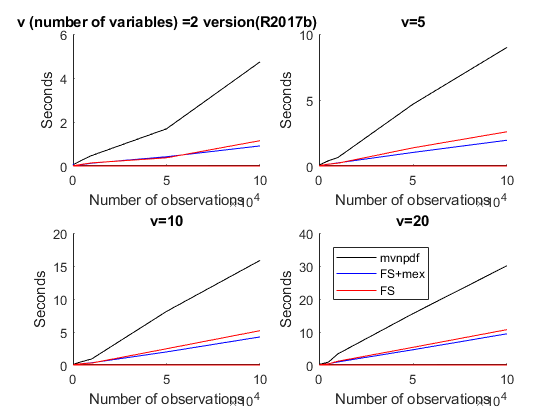 v (number of variables) =2 version(R2017b)
6
4
2
0
Seconds
0
5
10
Number of observations
×10^4
v=5
10
5
0
Seconds
0
5
10
Number of observations
×10^4
v=10
20
15
10
5
0
Seconds
0
5
10
Number of observations
×10^4
v=20
40
30
20
10
0
Seconds
mvnpdf
FS+mex
FS
0
5
10
Number of observations
×10^4